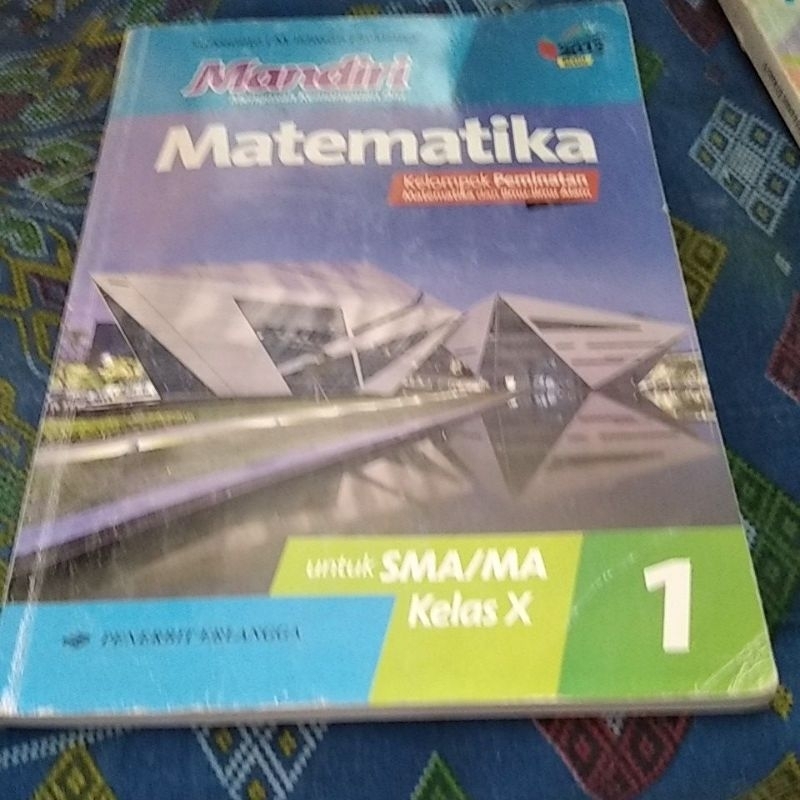 Mandiri
Matematika
Kelompok Peminatan
Matematika dan Ilmu-Ilmu Alam
untuk SMA/MA
Kelas X
1
PENERBIT ERLANGGA